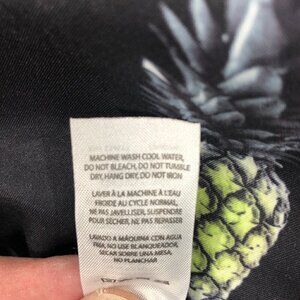 MACHINE WASH COOL WATER,
DO NOT BLEACH, DO NOT TUMBLE
DRY, HANG DRY, DO NOT IRON
LAVER À LA MACHINE À L'EAU
FROIDE AU CYCLE NORMAL,
NE PAS JAVELLISER, SUSPENDRE
POUR SÉCHER, NE PAS REPASSER
LAVADO A MÁQUINA CON AGUA
FRIA, NO USE BLANQUEADOR,
SECAR SOBRE UNA MESA,
NO PLANCHAR